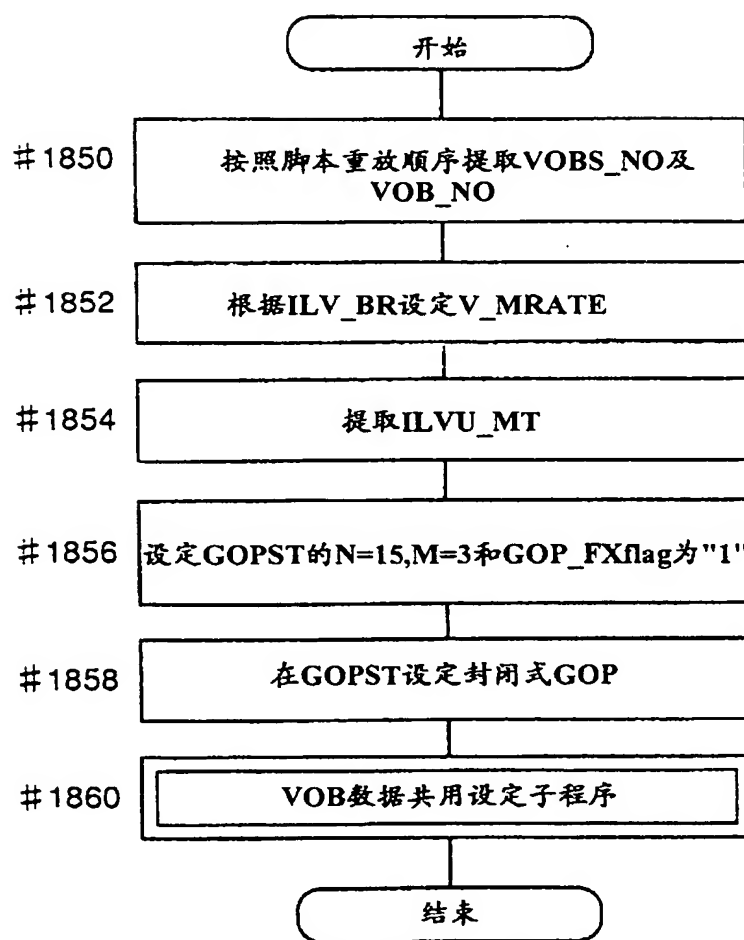 开始
#1850
按照脚本重放顺序提取VOBS_NO及
VOB_NO
#1852
根据ILV_BR设定V_MRATE
#1854
提取ILVU_MT
#1856
设定GOPST的N=15,M=3和GOP_FXflag为"1"
#1858
在GOPST设定封闭式GOP
#1860
VOB数据共用设定子程序
结束